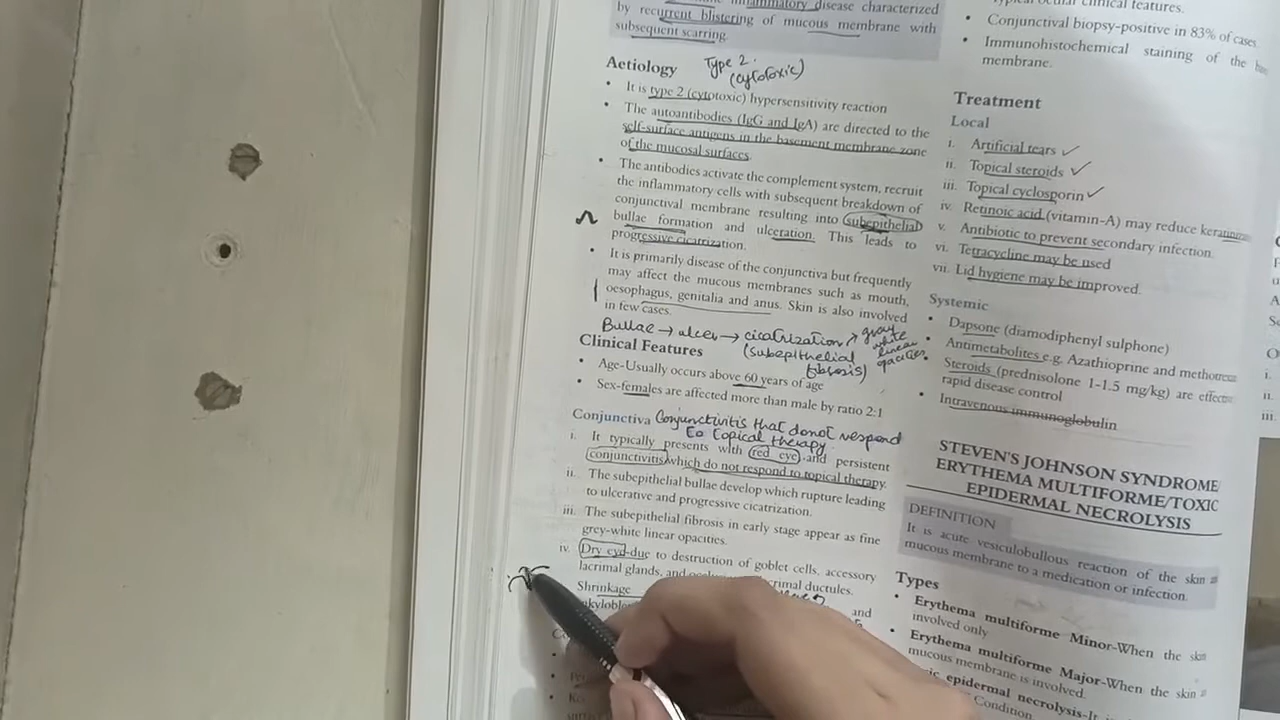 inflammatory disease characterized
by recurrent blistering of mucous membrane with
subsequent scarring.
Aetiology Type 2.
(cytotoxic)
• It is type 2 (cytotoxic) hypersensitivity reaction
• The autoantibodies (IgG and IgA) are directed to the
self-surface antigens in the basement membrane zone
of the mucosal surfaces.
• The antibodies activate the complement system, recruit
the inflammatory cells with subsequent breakdown of
conjunctival membrane resulting into subepithelial
bullae formation and ulceration. This leads to
progressive cicatrization.
• It is primarily disease of the conjunctiva but frequently
may affect the mucous membranes such as mouth,
oesophagus, genitalia and anus. Skin is also involved
in few cases.
Bullae → ulcer → cicatrization → gray
(subepithelial white
fibrosis) linear
opacities
Clinical Features
• Age-Usually occurs above 60 years of age
• Sex-females are affected more than male by ratio 2:1
Conjunctiva Conjunctivitis that donot respond
to topical therapy
i. It typically presents with red eye and persistent
conjunctivitis which do not respond to topical therapy.
ii. The subepithelial bullae develop which rupture leading
to ulcerative and progressive cicatrization.
iii. The subepithelial fibrosis in early stage appear as fine
grey-white linear opacities.
iv. Dry eye-due to destruction of goblet cells, accessory
lacrimal glands, and lacrimal ductules.
Shrinkage
and
ocular clinical features.
• Conjunctival biopsy-positive in 83% of cases.
• Immunohistochemical staining of the
membrane.
Treatment
Local
i. Artificial tears ✓
ii. Topical steroids ✓
iii. Topical cyclosporin ✓
iv. Retinoic acid (vitamin-A) may reduce
v. Antibiotic to prevent secondary infection.
vi. Tetracycline may be used
vii. Lid hygiene may be improved.
Systemic
• Dapsone (diamodiphenyl sulphone)
• Antimetabolites e.g. Azathioprine and
• Steroids (prednisolone 1-1.5 mg/kg) are
rapid disease control
• Intravenous immunoglobulin
STEVEN'S JOHNSON SYNDROME/
ERYTHEMA MULTIFORME/TOXIC
EPIDERMAL NECROLYSIS
DEFINITION
It is acute vesiculobullous reaction of the skin
mucous membrane to a medication or infection.
Types
• Erythema multiforme Minor-When the skin
involved only
• Erythema multiforme Major-When the skin
mucous membrane is involved.
epidermal necrolysis-It
Condition